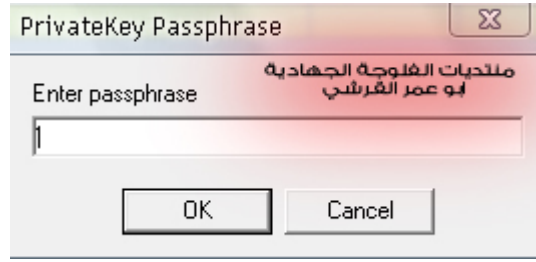 PrivateKey Passphrase
منتديات الفلوجة الجهادية
ابو عمر القرشي
Enter passphrase
1
OK
Cancel